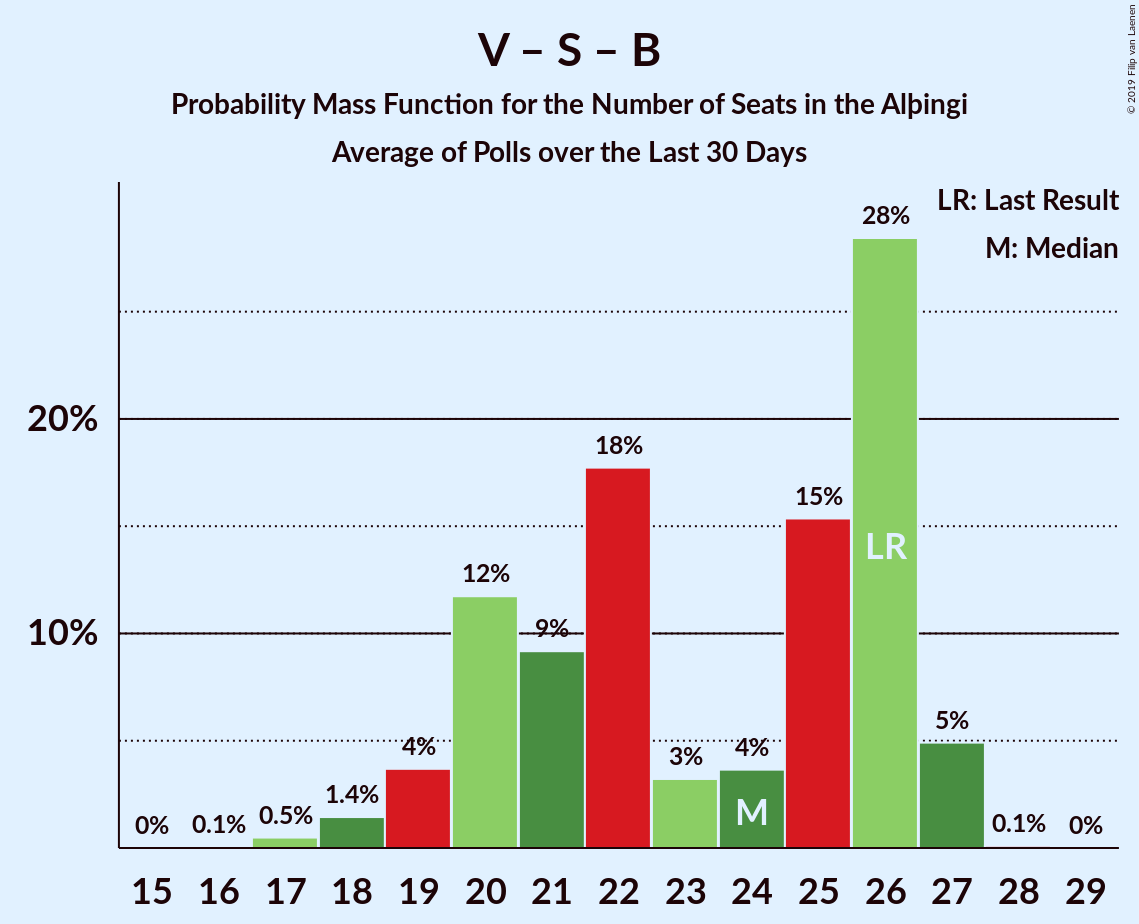 V – S – B
Probability Mass Function for the Number of Seats in the Alþingi
Average of Polls over the Last 30 Days
© 2019 Filip van Laenen
LR: Last Result
M: Median
20%
10%
0%
0.1%
0.5%
1.4%
4%
12%
9%
18%
3%
4%
15%
28%
5%
0.1%
0%
LR
M
15 16 17 18 19 20 21 22 23 24 25 26 27 28 29